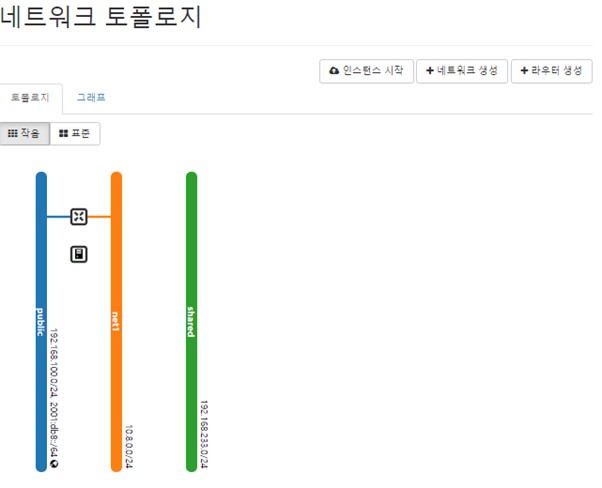 네트워크 토폴로지
인스턴스 시작
네트워크 생성
라우터 생성
토폴로지
그래프
작음
표준
public
192.168.100.0/24, 2001:db8::/64
net1
10.8.0.0/24
shared
192.168.233.0/24